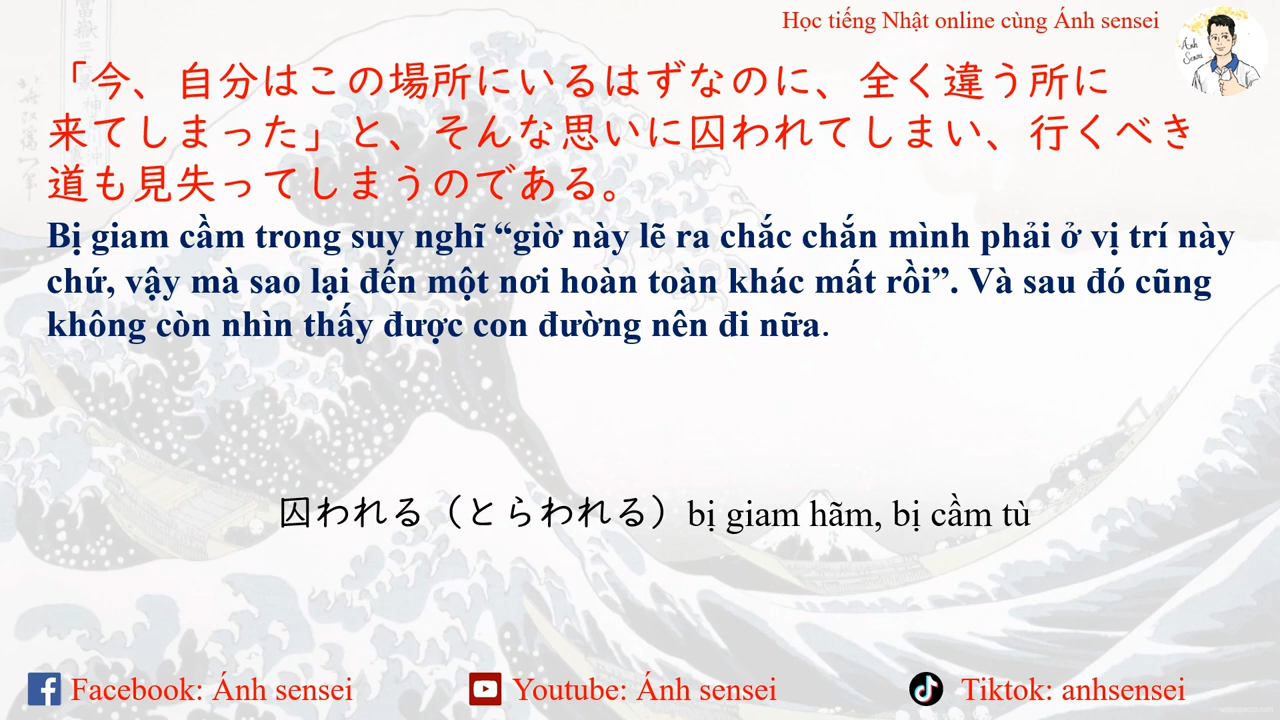 Học tiếng Nhật online cùng Ánh sensei
Ánh
Sensei
「今、自分はこの場所にいるはずなのに、全く違う所に
来てしまった」と、そんな思いに囚われてしまい、行くべき
道も見失ってしまうのである。
Bị giam cầm trong suy nghĩ “giờ này lẽ ra chắc chắn mình phải ở vị trí này
chứ, vậy mà sao lại đến một nơi hoàn toàn khác mất rồi”. Và sau đó cũng
không còn nhìn thấy được con đường nên đi nữa.
囚われる（とらわれる）bị giam hãm, bị cầm tù
Facebook: Ánh sensei
Youtube: Ánh sensei
Tiktok: anhsensei